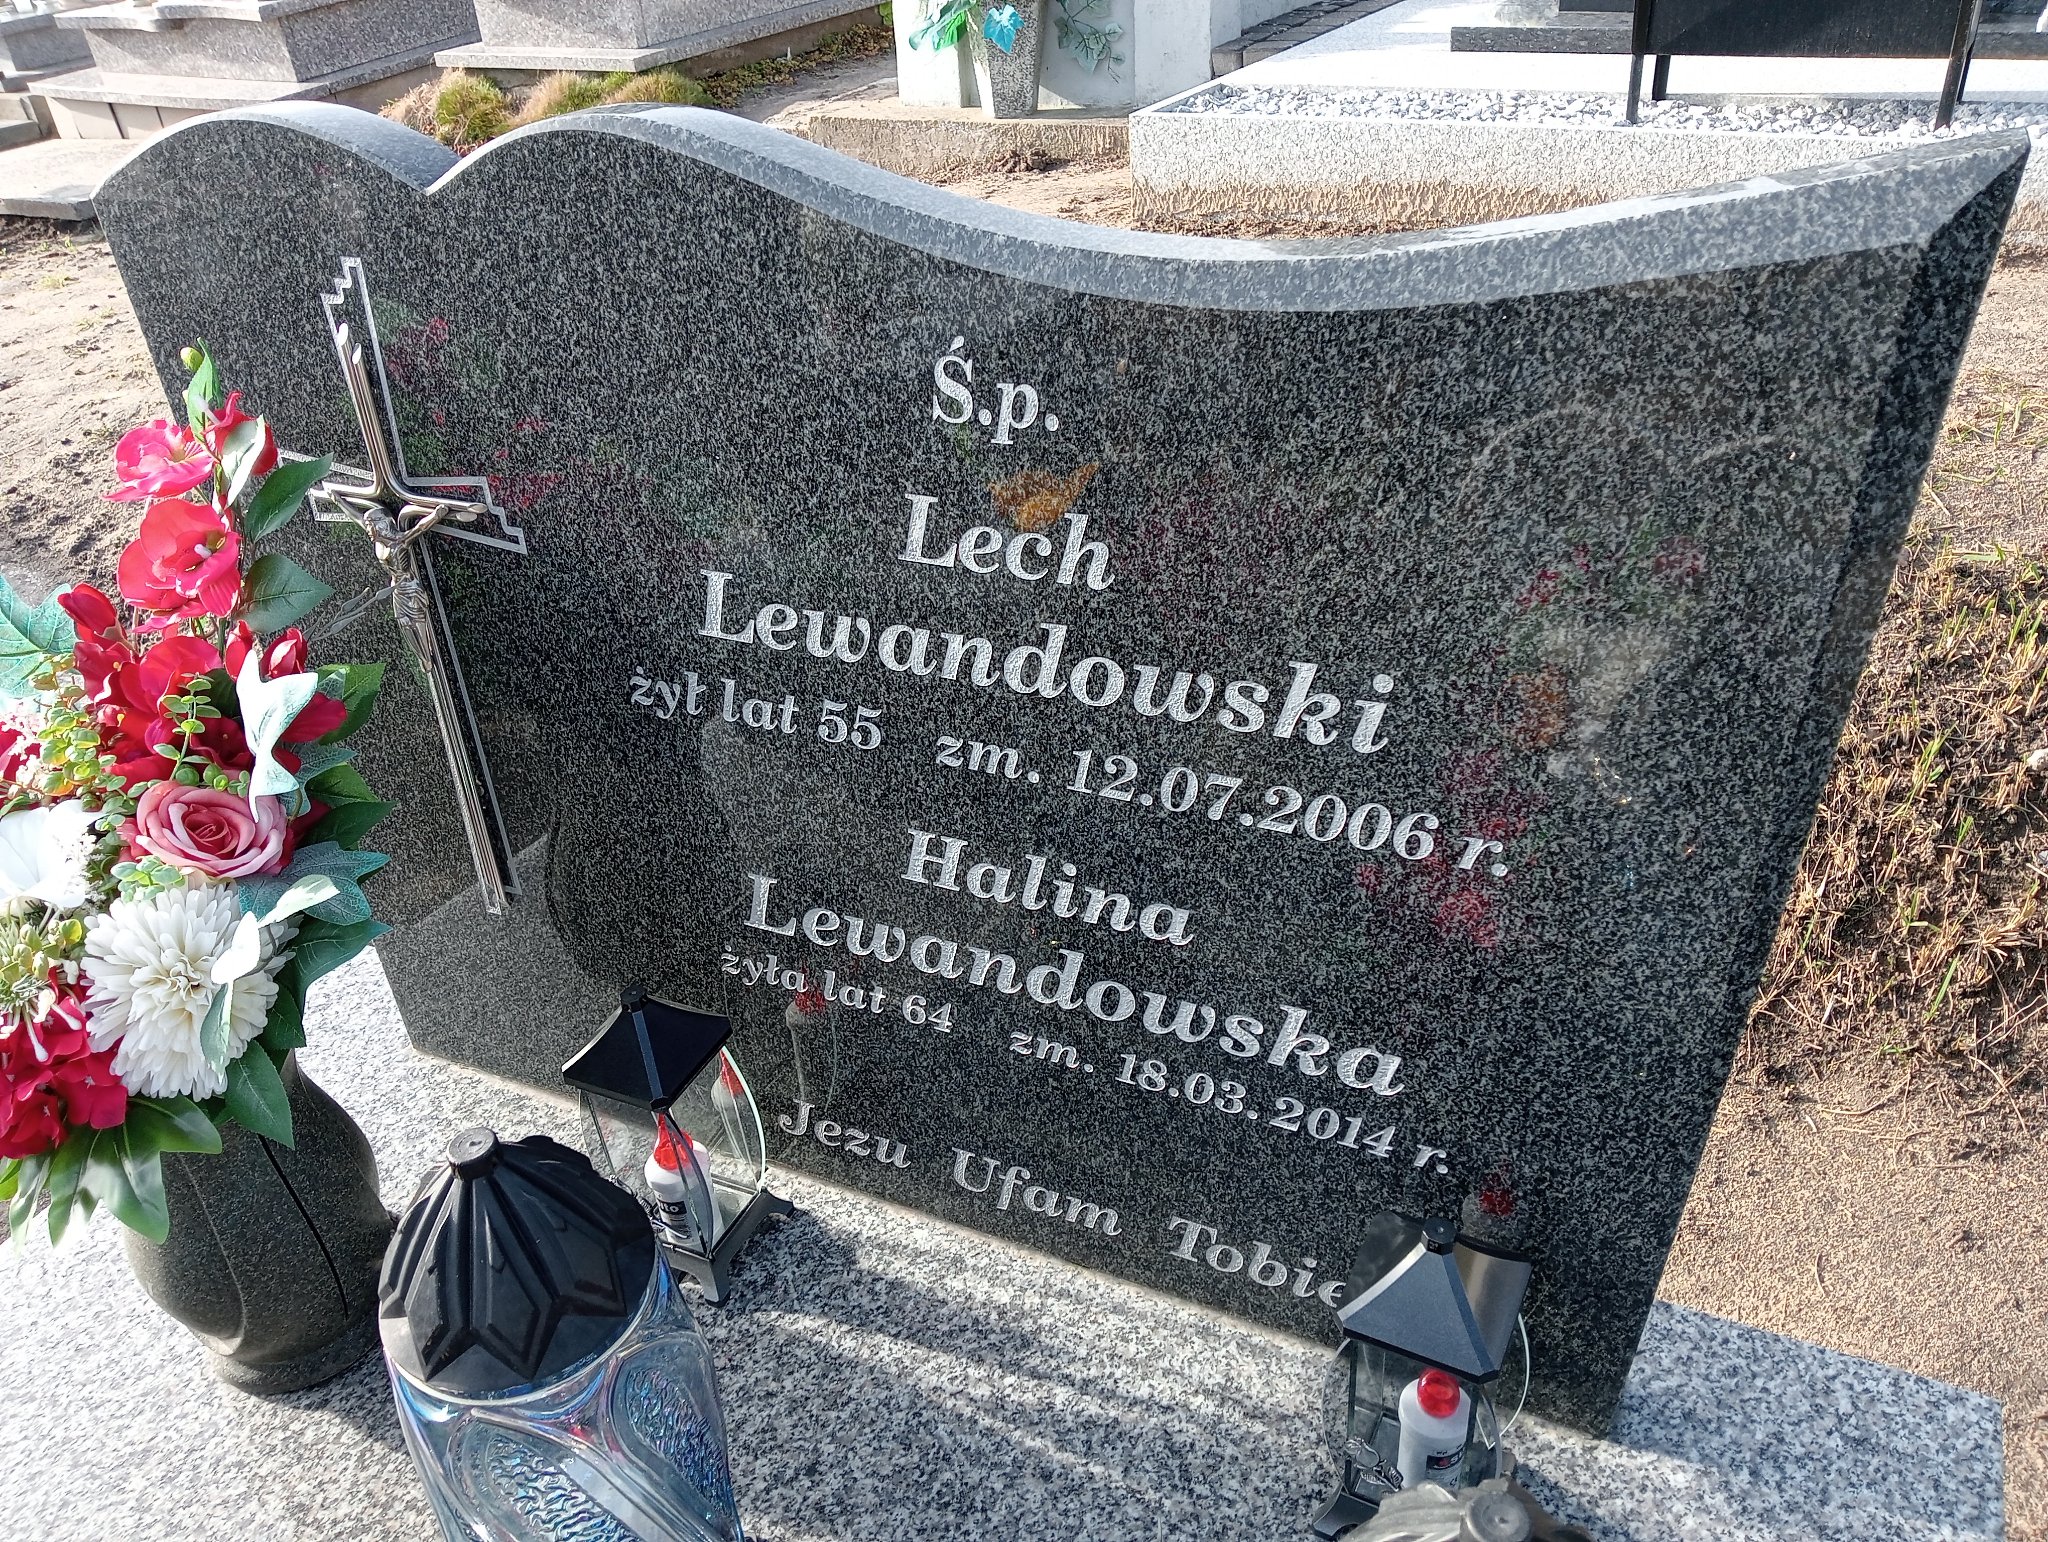 Ś.p.
Lech
Lewandowski
żył lat 55 zm. 12.07.2006 r.
Halina
Lewandowska
żyła lat 64 zm. 18.03.2014 r.
Jezu Ufam Tobie